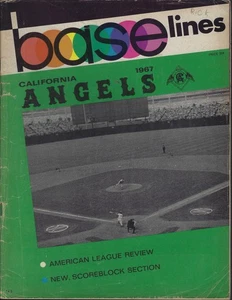 base lines
CALIFORNIA 1967
ANGELS
AMERICAN LEAGUE REVIEW
NEW, SCOREBLOCK SECTION